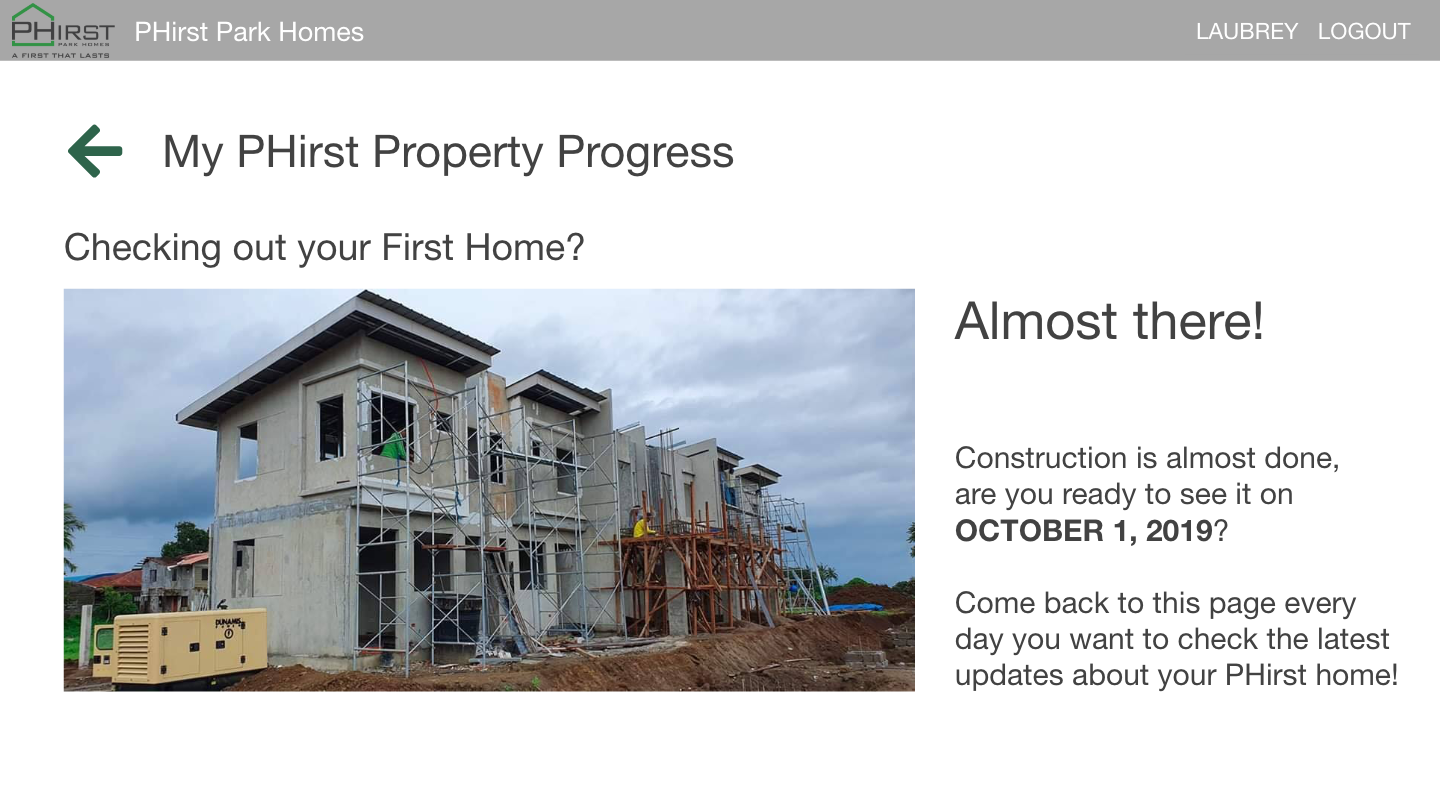 PHIRST
PARK HOMES
A FIRST THAT LASTS
PHirst Park Homes
LAUBREY LOGOUT
My PHirst Property Progress
Checking out your First Home?
DUNAMIS
POWER
Almost there!
Construction is almost done,
are you ready to see it on
OCTOBER 1, 2019?
Come back to this page every
day you want to check the latest
updates about your PHirst home!